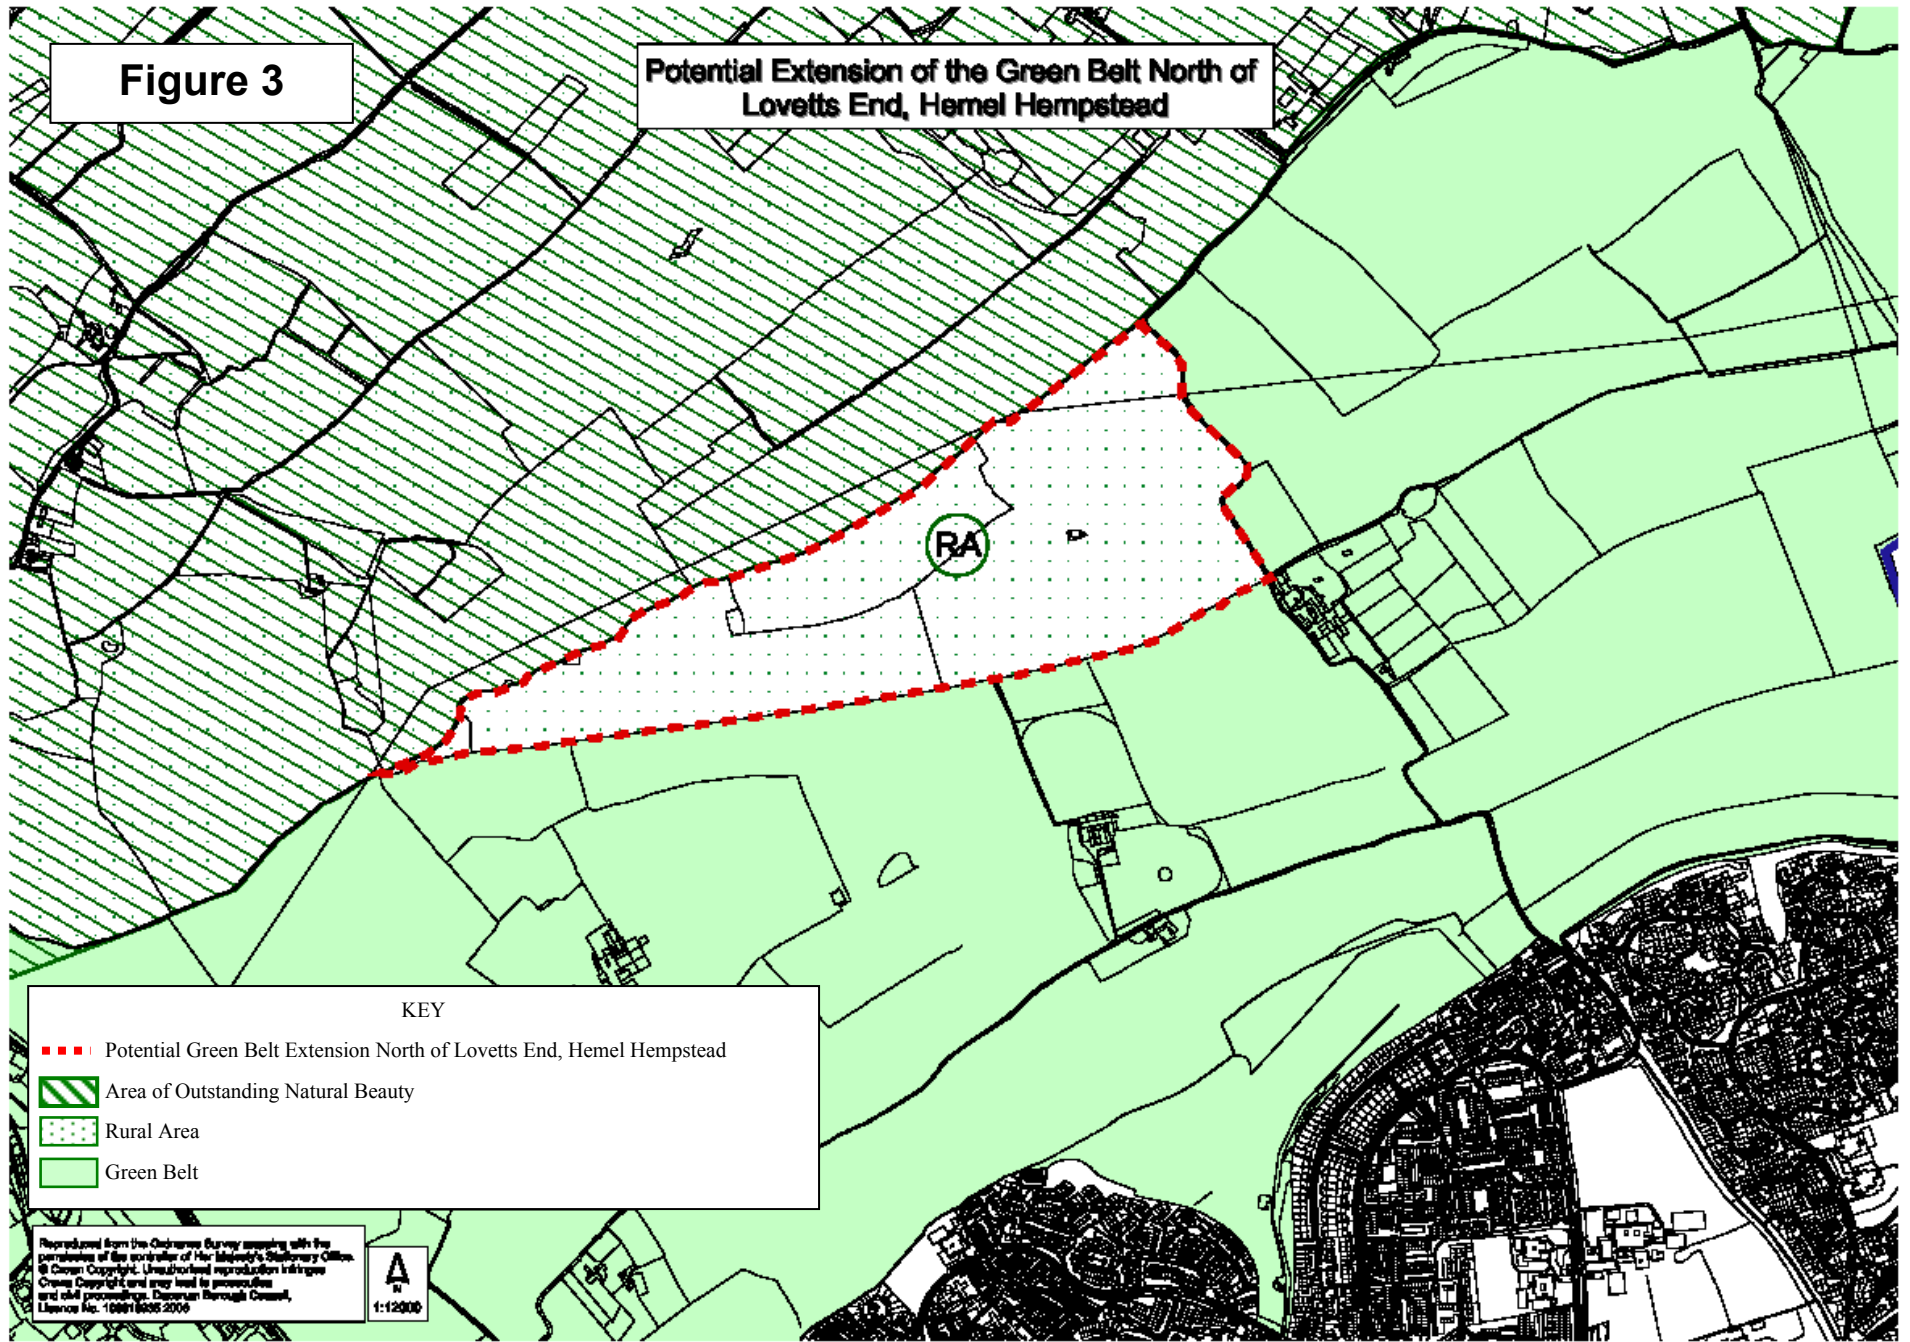 Figure 3
Potential Extension of the Green Belt North of
Lovetts End, Hemel Hempstead
RA
KEY
Potential Green Belt Extension North of Lovetts End, Hemel Hempstead
Area of Outstanding Natural Beauty
Rural Area
Green Belt
Reproduced from the Ordnance Survey mapping with the
permission of the controller of Her Majesty's Stationery Office.
© Crown Copyright. Unauthorised reproduction infringes
Crown Copyright and may lead to prosecution
and civil proceedings. Dacorum Borough Council,
Licence No. 2006
N
1:12000